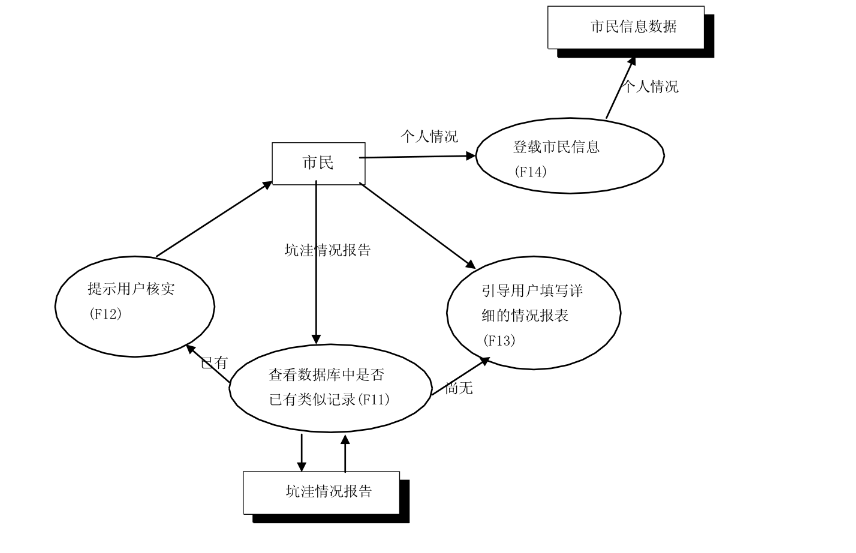 市民信息数据
个人情况
个人情况
登载市民信息
(F14)
市民
坑洼情况报告
提示用户核实
(F12)
引导用户填写详
细的情况报表
(F13)
已有
查看数据库中是否
已有类似记录(F11)
尚无
坑洼情况报告